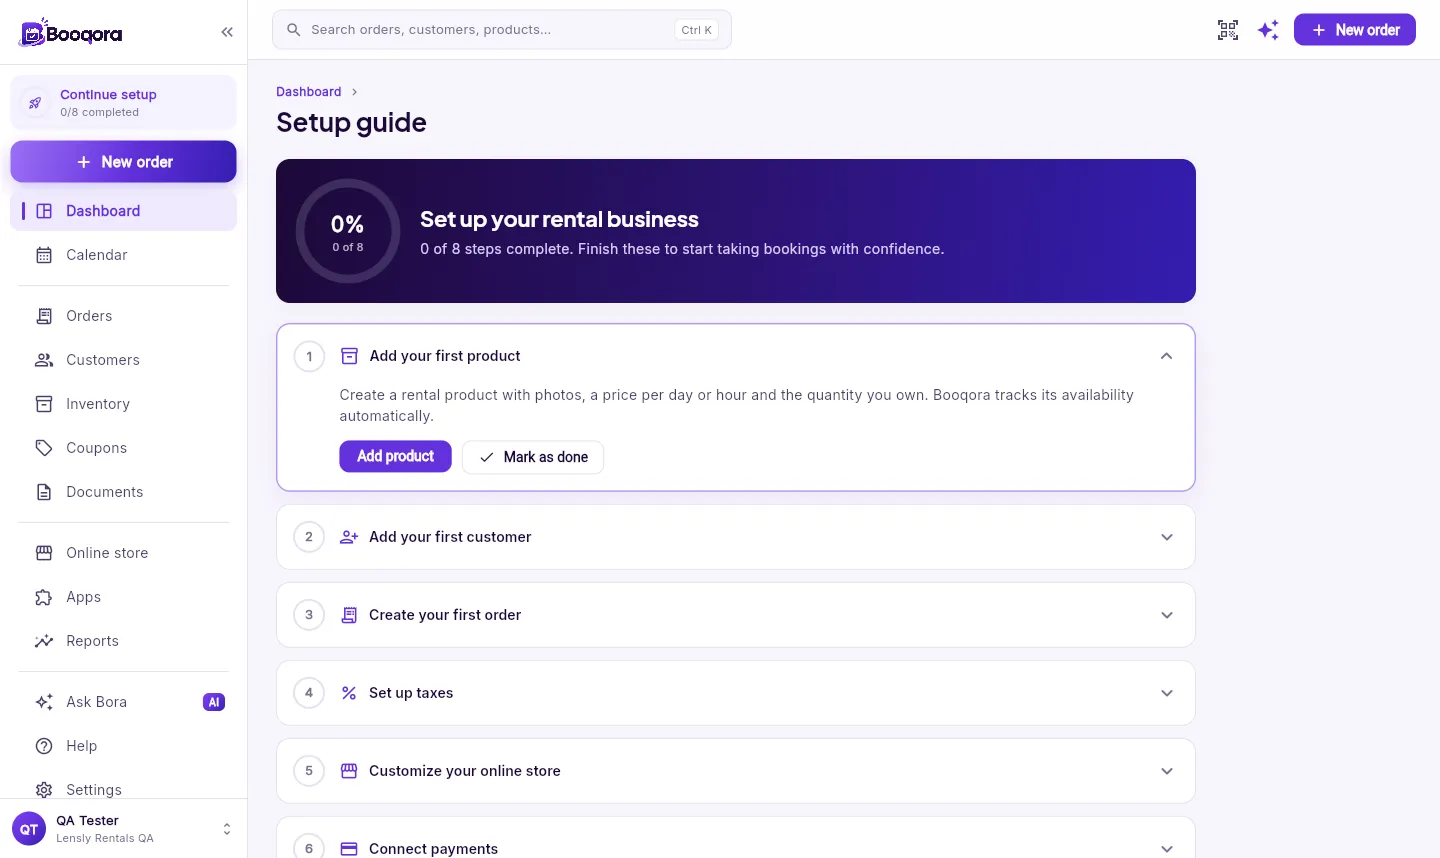 Booqora
Search orders, customers, products...
Ctrl K
New order
Continue setup
0/8 completed
New order
Dashboard
Calendar
Orders
Customers
Inventory
Coupons
Documents
Online store
Apps
Reports
Ask Bora
AI
Help
Settings
QT
QA Tester
Lensly Rentals QA
Dashboard
Setup guide
0%
0 of 8
Set up your rental business
0 of 8 steps complete. Finish these to start taking bookings with confidence.
1
Add your first product
Create a rental product with photos, a price per day or hour and the quantity you own. Booqora tracks its availability
automatically.
Add product
Mark as done
2
Add your first customer
3
Create your first order
4
Set up taxes
5
Customize your online store
6
Connect payments